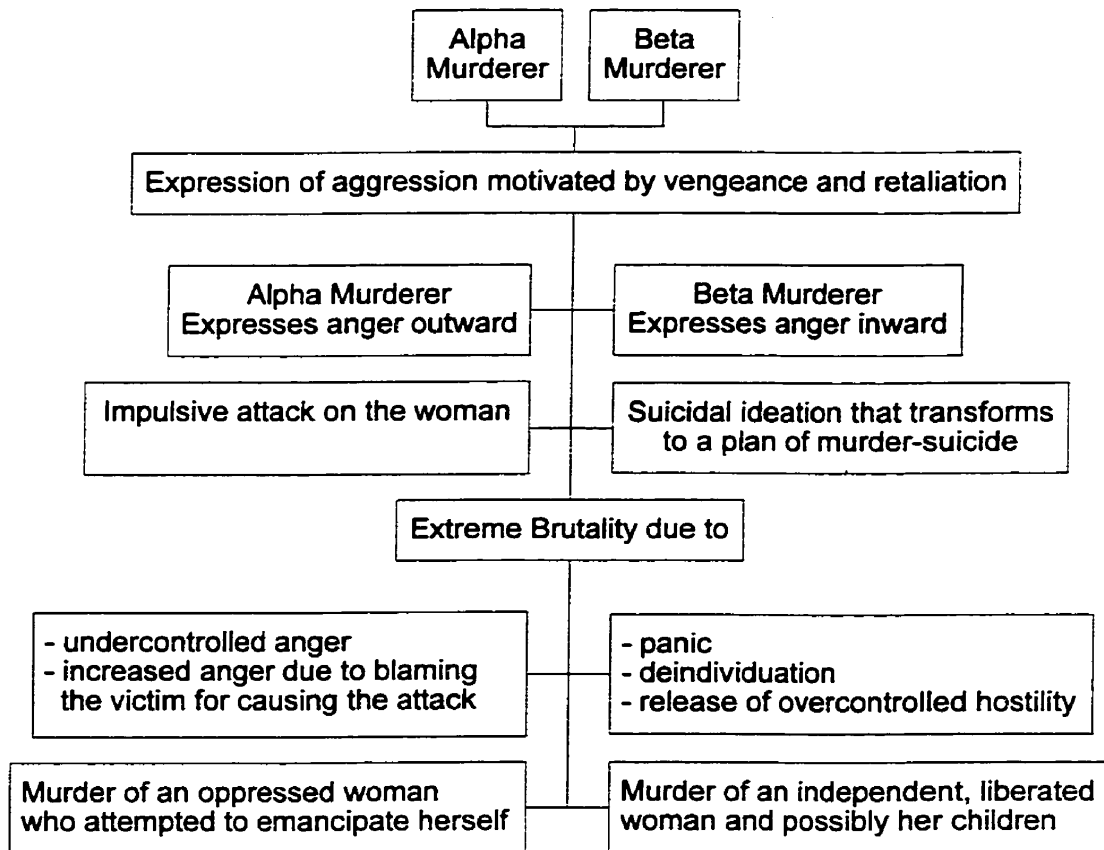 Alpha
Murderer
Beta
Murderer
Expression of aggression motivated by vengeance and retaliation
Alpha Murderer
Expresses anger outward
Beta Murderer
Expresses anger inward
Impulsive attack on the woman
Suicidal ideation that transforms
to a plan of murder-suicide
Extreme Brutality due to
- undercontrolled anger
- increased anger due to blaming
the victim for causing the attack
- panic
- deindividuation
- release of overcontrolled hostility
Murder of an oppressed woman
who attempted to emancipate herself
Murder of an independent, liberated
woman and possibly her children